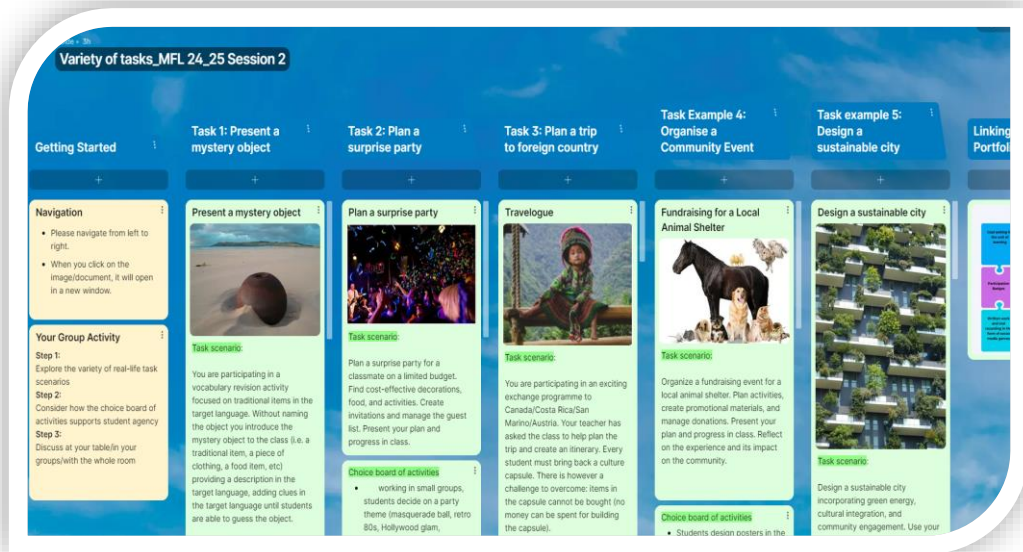 3h
Variety of tasks_MFL 24_25 Session 2
Getting Started
Navigation
• Please navigate from left to
right.
• When you click on the
image/document, it will open
in a new window.
Your Group Activity
Step 1:
Explore the variety of real-life task
scenarios
Step 2:
Consider how the choice board of
activities supports student agency
Step 3:
Discuss at your table/in your
groups/with the whole room
Task 1: Present a
mystery object
Present a mystery object
Task scenario:
You are participating in a
vocabulary revision activity
focused on traditional items in the
target language. Without naming
the object you introduce the
mystery object to the class (i.e. a
traditional item, a piece of
clothing, a food item, etc)
providing a description in the
target language, adding clues in
the target language until students
are able to guess the object.
Task 2: Plan a
surprise party
Plan a surprise party
Task scenario:
Plan a surprise party for a
classmate on a limited budget.
Find cost-effective decorations,
food, and activities. Create
invitations and manage the guest
list. Present your plan and
progress in class.
Choice board of activities
• working in small groups,
students decide on a party
theme (masquerade ball, retro
80s, Hollywood glam,
Task 3: Plan a trip
to foreign country
Travelogue
Task scenario:
You are participating in an exciting
exchange programme to
Canada/Costa Rica/San
Marino/Austria. Your teacher has
asked the class to help plan the
trip and create an itinerary. Every
student must bring back a culture
capsule. There is however a
challenge to overcome: items in
the capsule cannot be bought (no
money can be spent for building
the capsule).
Task Example 4:
Organise a
Community Event
Fundraising for a Local
Animal Shelter
Task scenario:
Organize a fundraising event for a
local animal shelter. Plan activities,
create promotional materials, and
manage donations. Present your
plan and progress in class. Reflect
on the experience and its impact
on the community.
Choice board of activities
• Students design posters in the
Task example 5:
Design a
sustainable city
Design a sustainable city
Task scenario:
Design a sustainable city
incorporating green energy,
cultural integration, and
community engagement. Use your
Linking
Portfoli